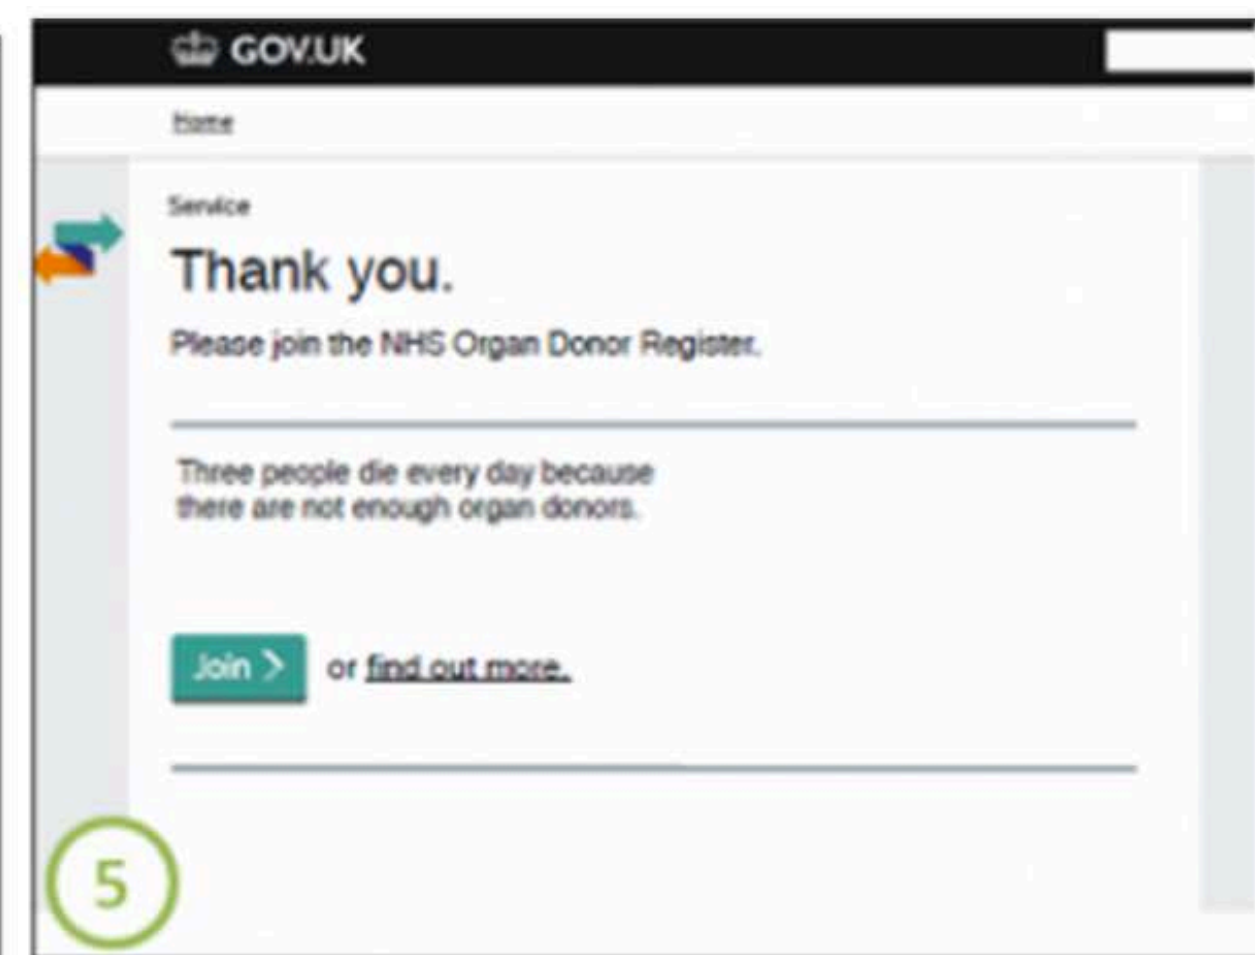 GOV.UK
Home
Service
Thank you.
Please join the NHS Organ Donor Register.
Three people die every day because
there are not enough organ donors.
Join > or find out more.
5